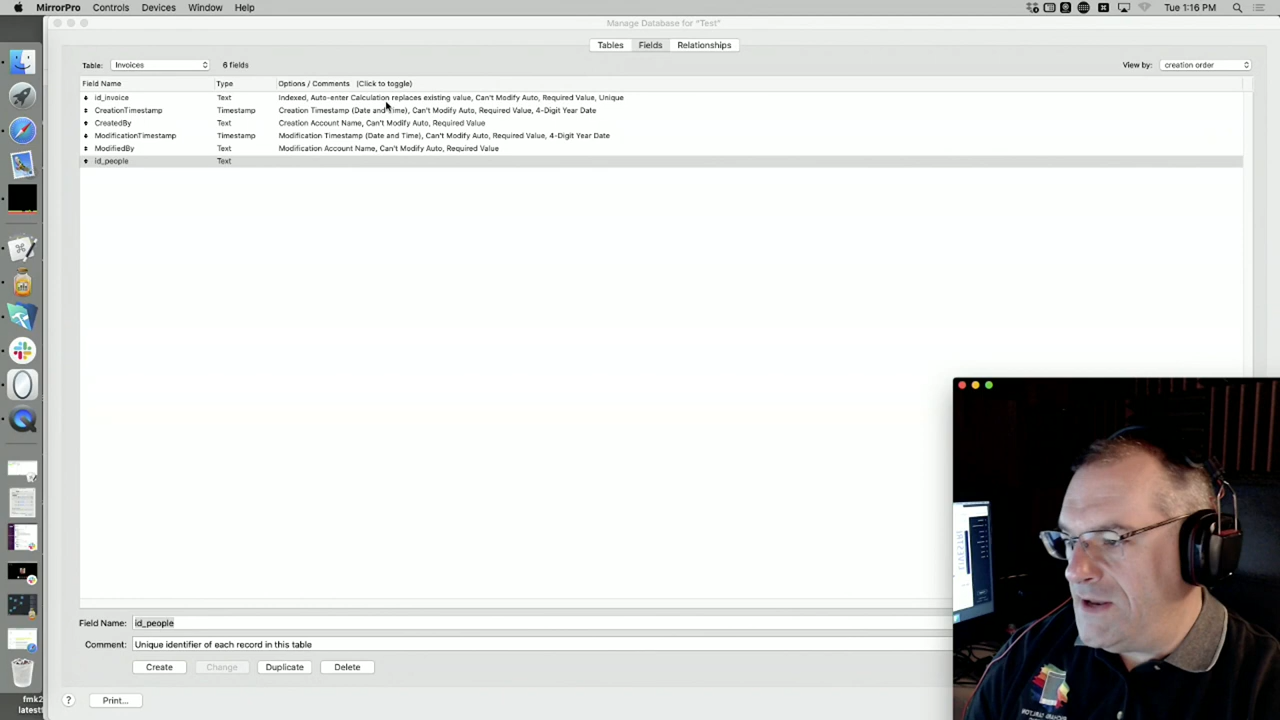 MirrorPro Controls Devices Window Help Tue 1:16 PM
Manage Database for "Test"
Tables Fields Relationships
Table: Invoices 6 fields View by: creation order
Field Name Type Options / Comments (Click to toggle)
id_invoice Text Indexed, Auto-enter Calculation replaces existing value, Can't Modify Auto, Required Value, Unique
CreationTimestamp Timestamp Creation Timestamp (Date and Time), Can't Modify Auto, Required Value, 4-Digit Year Date
CreatedBy Text Creation Account Name, Can't Modify Auto, Required Value
ModificationTimestamp Timestamp Modification Timestamp (Date and Time), Can't Modify Auto, Required Value, 4-Digit Year Date
ModifiedBy Text Modification Account Name, Can't Modify Auto, Required Value
id_people Text
Field Name: id_people
Comment: Unique identifier of each record in this table
Create Change Duplicate Delete
? Print...
fmk2
latest